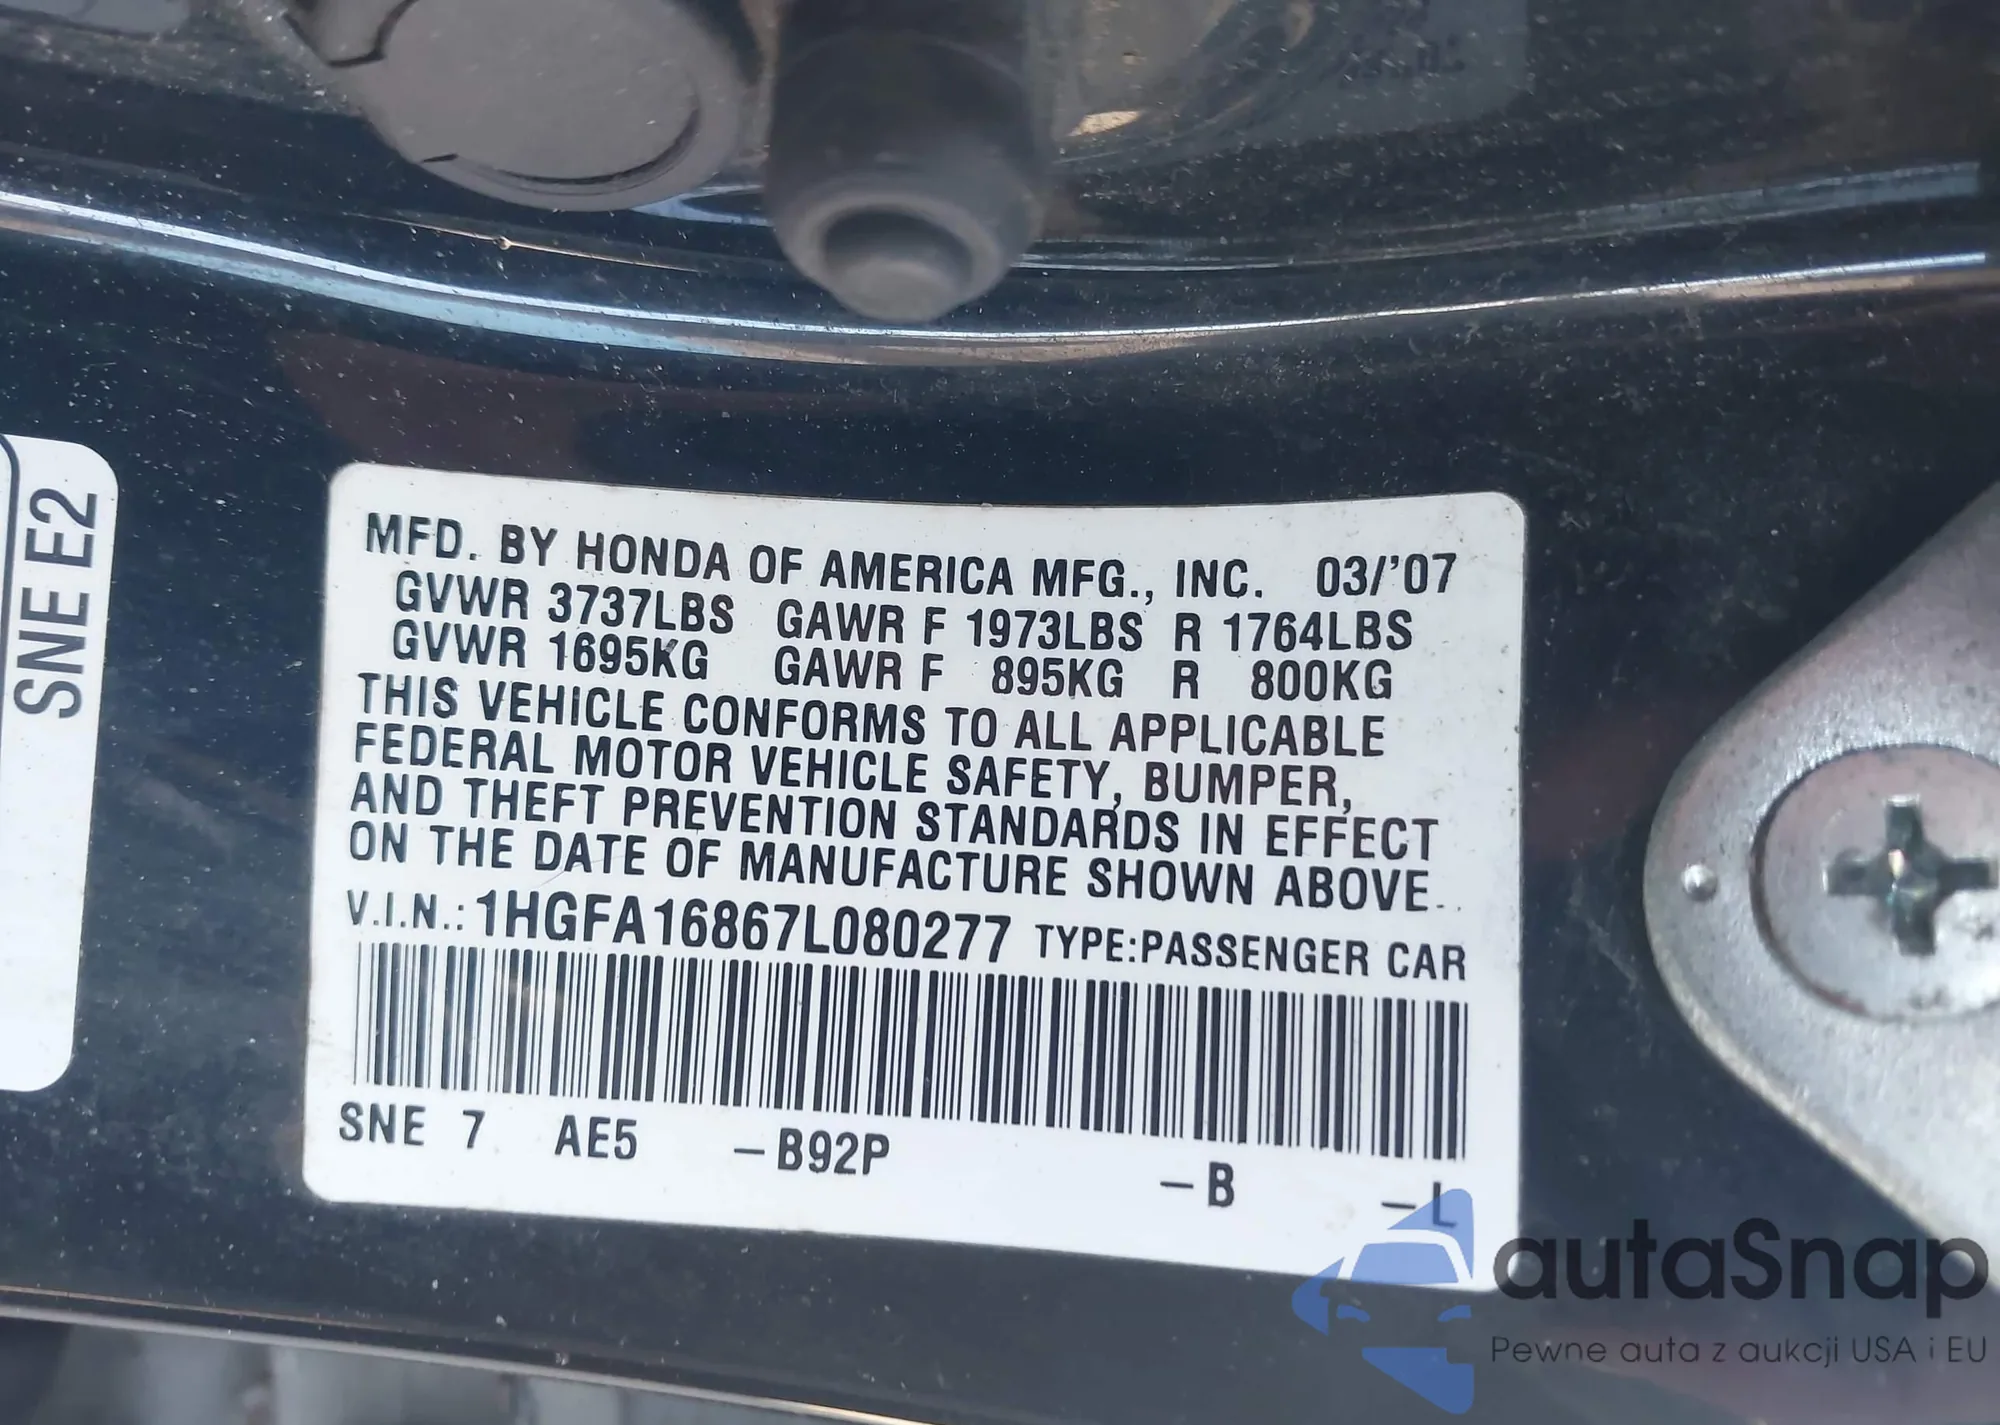 SNE E2
MFD. BY HONDA OF AMERICA MFG., INC. 03/'07
GVWR 3737LBS GAWR F 1973LBS R 1764LBS
GVWR 1695KG GAWR F 895KG R 800KG
THIS VEHICLE CONFORMS TO ALL APPLICABLE
FEDERAL MOTOR VEHICLE SAFETY, BUMPER,
AND THEFT PREVENTION STANDARDS IN EFFECT
ON THE DATE OF MANUFACTURE SHOWN ABOVE.
V.I.N.: 1HGFA16867L080277 TYPE:PASSENGER CAR
SNE 7 AE5 –B92P –B –L
autaSnap
Pewne auta z aukcji USA i EU